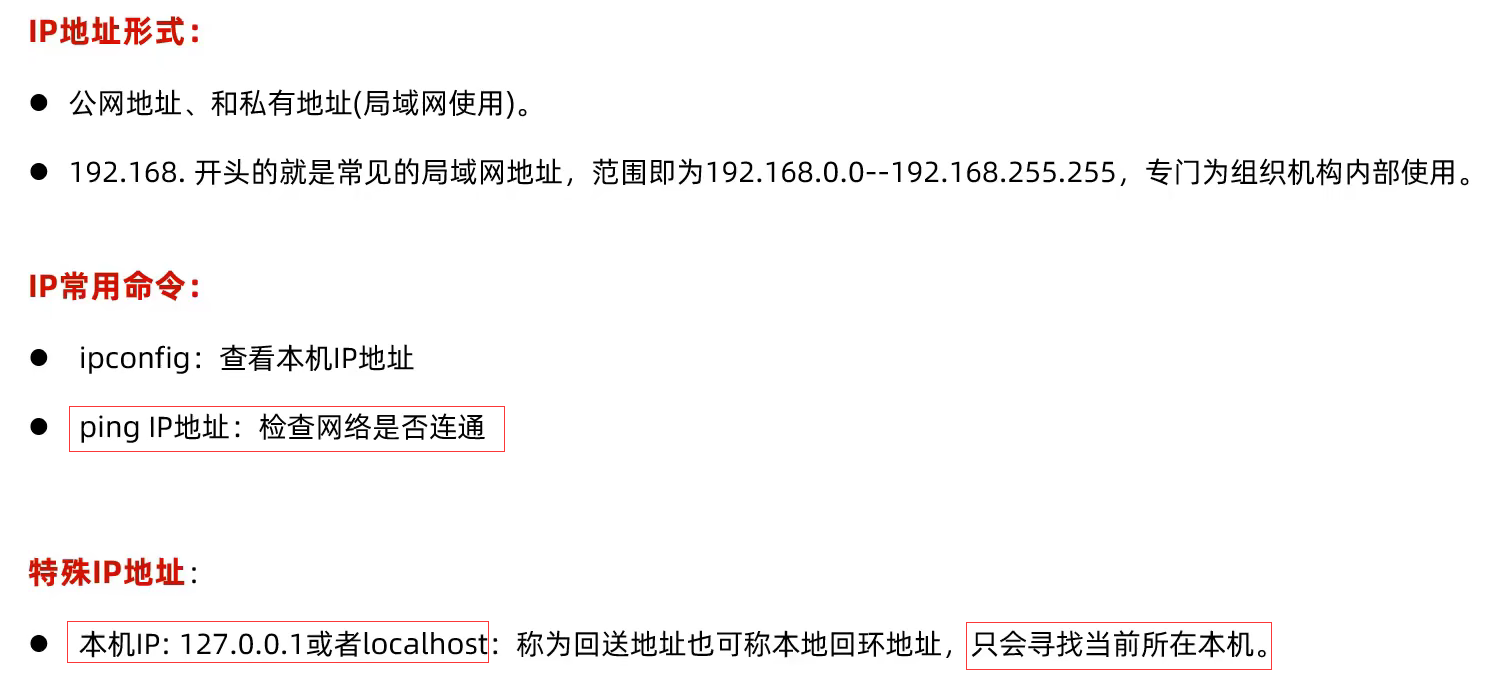 IP地址形式：
● 公网地址、和私有地址(局域网使用)。
● 192.168. 开头的就是常见的局域网地址，范围即为192.168.0.0--192.168.255.255，专门为组织机构内部使用。
IP常用命令：
● ipconfig：查看本机IP地址
● ping IP地址：检查网络是否连通
特殊IP地址：
● 本机IP: 127.0.0.1或者localhost：称为回送地址也可称本地回环地址，只会寻找当前所在本机。